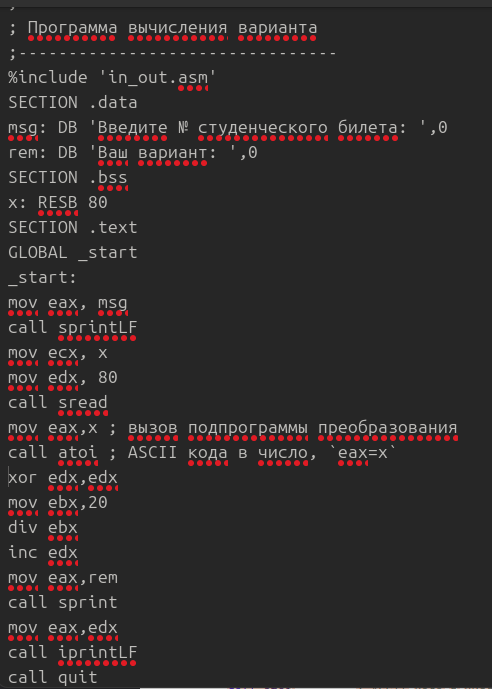 ; Программа вычисления варианта
;--------------------------------
%include 'in_out.asm'
SECTION .data
msg: DB 'Введите № студенческого билета: ',0
rem: DB 'Ваш вариант: ',0
SECTION .bss
x: RESB 80
SECTION .text
GLOBAL _start
_start:
mov eax, msg
call sprintLF
mov ecx, x
mov edx, 80
call sread
mov eax,x ; вызов подпрограммы преобразования
call atoi ; ASCII кода в число, `eax=x`
xor edx,edx
mov ebx,20
div ebx
inc edx
mov eax,rem
call sprint
mov eax,edx
call iprintLF
call quit